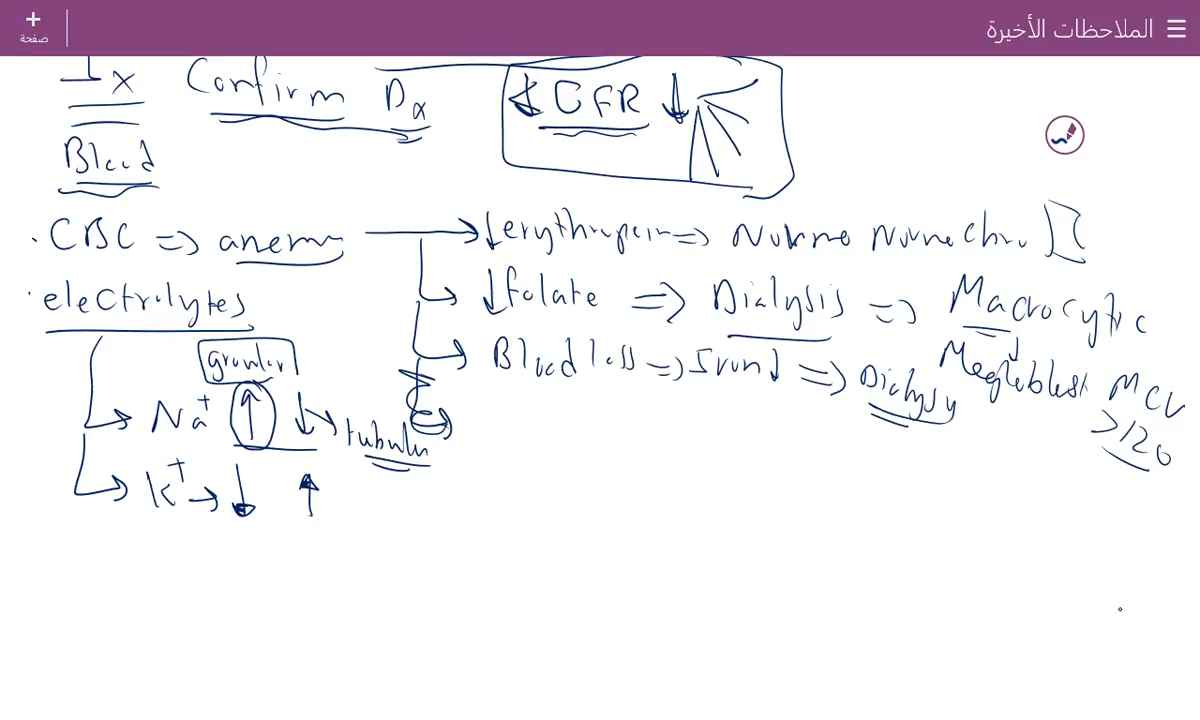 +
صفحة
الملاحظات الأخيرة
Ix Confirm Dx ↓ GFR ↓
Blood
· CBC => anemia → ↓ erythropoein => Normo Normochro
· electrolytes
↓ folate => Dialysis => Macrocytic
Blood loss => Iron ↓ => Dialysis
Megaloblast MCV
>120
glomerular
Na+ ↑ ↓ → tubular
K+ → ↓ ↑